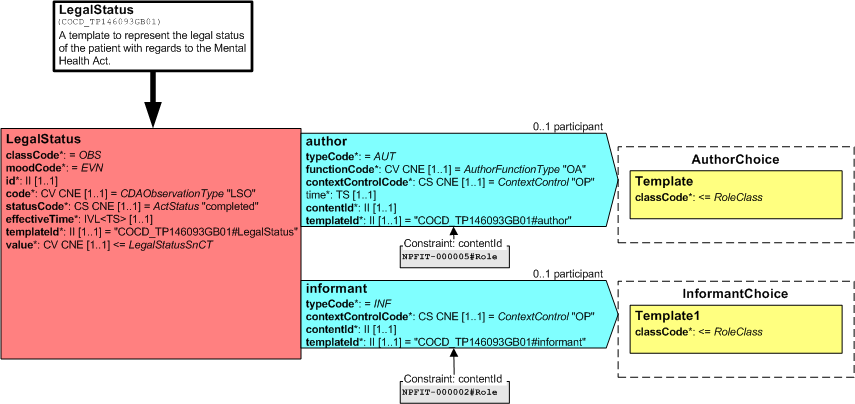 LegalStatus
(COCD_TP146093GB01)
A template to represent the legal status
of the patient with regards to the Mental
Health Act.
LegalStatus
classCode*: = OBS
moodCode*: = EVN
id*: II [1..1]
code*: CV CNE [1..1] = CDAObservationType "LSO"
statusCode*: CS CNE [1..1] = ActStatus "completed"
effectiveTime*: IVL<TS> [1..1]
templateId*: II [1..1] = "COCD_TP146093GB01#LegalStatus"
value*: CV CNE [1..1] <= LegalStatusSnCT
0..1 participant
author
typeCode*: = AUT
functionCode*: CV CNE [1..1] = AuthorFunctionType "OA"
contextControlCode*: CS CNE [1..1] = ContextControl "OP"
time*: TS [1..1]
contentId*: II [1..1]
templateId*: II [1..1] = "COCD_TP146093GB01#author"
Constraint: contentId
NPFIT-000005#Role
AuthorChoice
Template
classCode*: <= RoleClass
0..1 participant
informant
typeCode*: = INF
contextControlCode*: CS CNE [1..1] = ContextControl "OP"
contentId*: II [1..1]
templateId*: II [1..1] = "COCD_TP146093GB01#informant"
Constraint: contentId
NPFIT-000002#Role
InformantChoice
Template1
classCode*: <= RoleClass